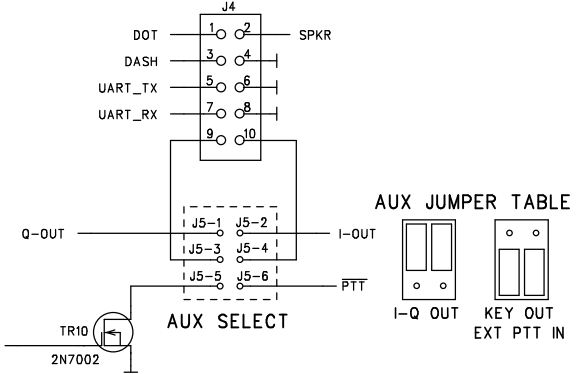 J4
DOT 1 2 SPKR
DASH 3 4
UART_TX 5 6
UART_RX 7 8
9 10
AUX JUMPER TABLE
Q-OUT J5-1 J5-2 I-OUT
J5-3 J5-4
J5-5 J5-6 PTT
I-Q OUT KEY OUT
EXT PTT IN
AUX SELECT
TR10
2N7002